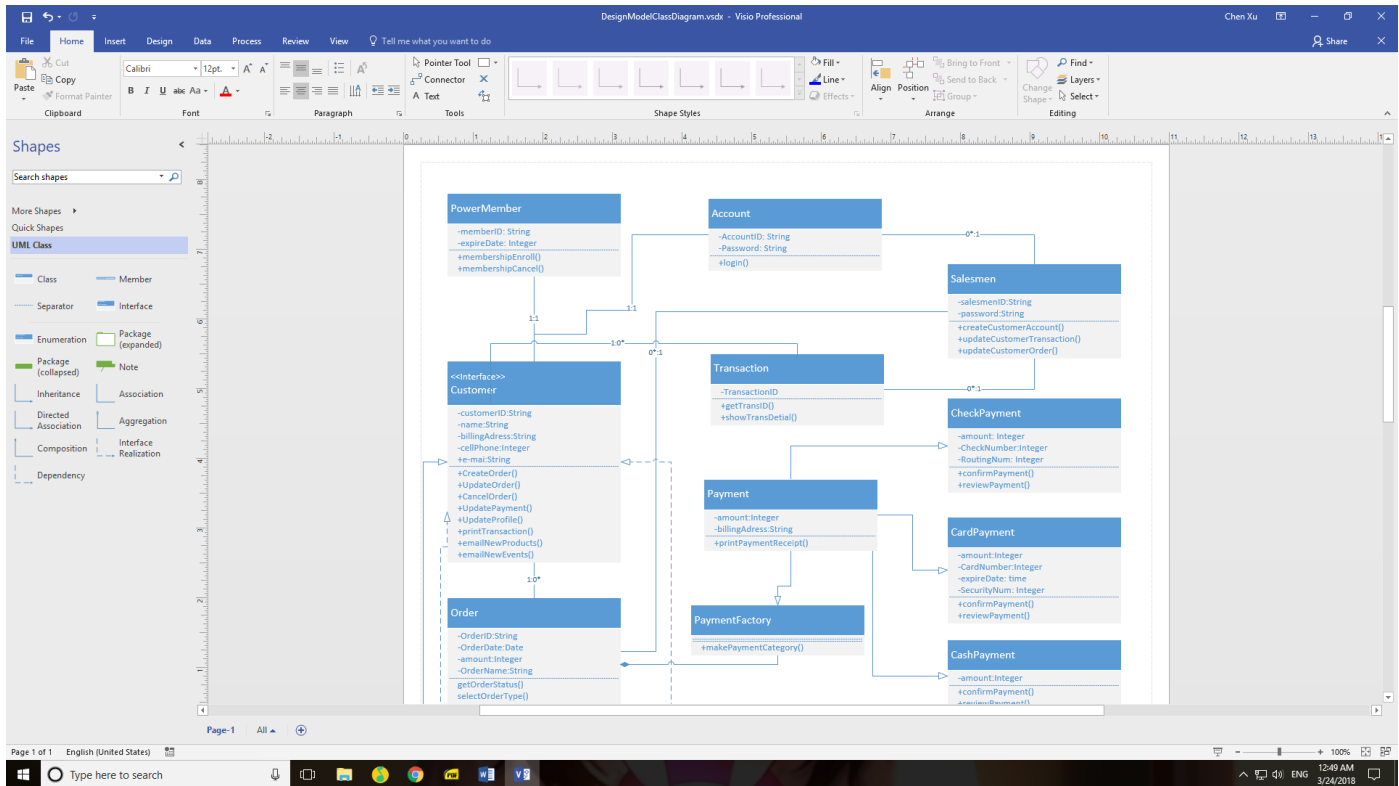 DesignModelClassDiagram.vsdx - Visio Professional
Chen Xu
File Home Insert Design Data Process Review View Tell me what you want to do
Share
Paste
Cut
Copy
Format Painter
Clipboard
Calibri 12pt.
B I U abc Aa A
Font
Paragraph
Pointer Tool
Connector
A Text
Tools
Shape Styles
Fill
Line
Effects
Align Position
Bring to Front
Send to Back
Group
Arrange
Change
Shape
Find
Layers
Select
Editing
Shapes
Search shapes
More Shapes
Quick Shapes
UML Class
Class Member
Separator Interface
Enumeration Package
(expanded)
Package
(collapsed)
Note
Inheritance Association
Directed
Association
Aggregation
Composition Interface
Realization
Dependency
PowerMember
-memberID: String
-expireDate: Integer
+membershipEnroll()
+membershipCancel()
Account
-AccountID: String
-Password: String
+login()
0*:1
Salesmen
-salesmenID:String
-password:String
+createCustomerAccount()
+updateCustomerTransaction()
+updateCustomerOrder()
1:1
1:1
1:0*
0*:1
<<Interface>>
Customer
-customerID:String
-name:String
-billingAdress:String
-cellPhone:Integer
+e-mai:String
+CreateOrder()
+UpdateOrder()
+CancelOrder()
+UpdatePayment()
+UpdateProfile()
+printTransaction()
+emailNewProducts()
+emailNewEvents()
Transaction
-TransactionID
+getTransID()
+showTransDetial()
0*:1
CheckPayment
-amount: Integer
-CheckNumber:Integer
-RoutingNum: Integer
+confirmPayment()
+reviewPayment()
Payment
-amount:Integer
-billingAdress:String
+printPaymentReceipt()
CardPayment
-amount:Integer
-CardNumber:Integer
-expireDate: time
-SecurityNum: Integer
+confirmPayment()
+reviewPayment()
1:0*
Order
-OrderID:String
-OrderDate:Date
-amount:Integer
-OrderName:String
getOrderStatus()
selectOrderType()
PaymentFactory
+makePaymentCategory()
CashPayment
-amount:Integer
+confirmPayment()
+reviewPayment()
Page-1 All
Page 1 of 1 English (United States)
100%
Type here to search
ENG
12:49 AM
3/24/2018